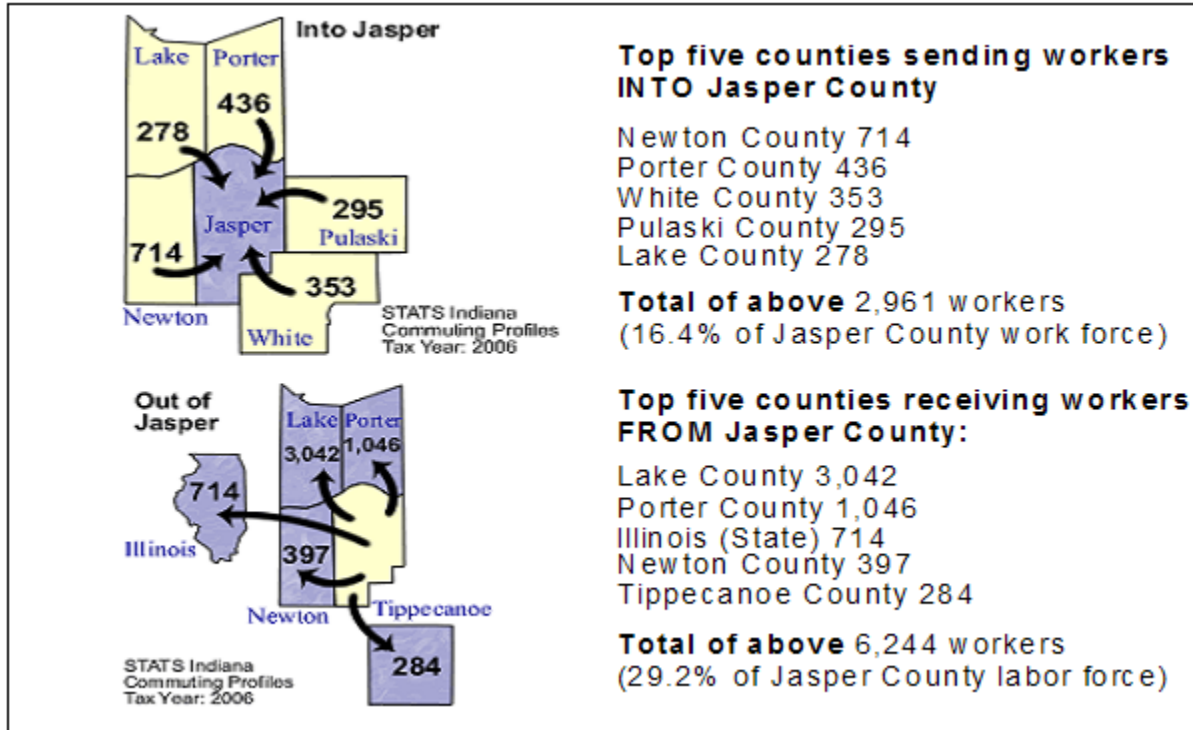 Into Jasper
Lake Porter
436
278
Jasper
295
Pulaski
714
353
Newton
White
STATS Indiana
Commuting Profiles
Tax Year: 2006
Top five counties sending workers
INTO Jasper County
Newton County 714
Porter County 436
White County 353
Pulaski County 295
Lake County 278
Total of above 2,961 workers
(16.4% of Jasper County work force)
Out of
Jasper
Lake Porter
3,042 1,046
714
Illinois
397
Newton
Tippecanoe
284
STATS Indiana
Commuting Profiles
Tax Year: 2006
Top five counties receiving workers
FROM Jasper County:
Lake County 3,042
Porter County 1,046
Illinois (State) 714
Newton County 397
Tippecanoe County 284
Total of above 6,244 workers
(29.2% of Jasper County labor force)